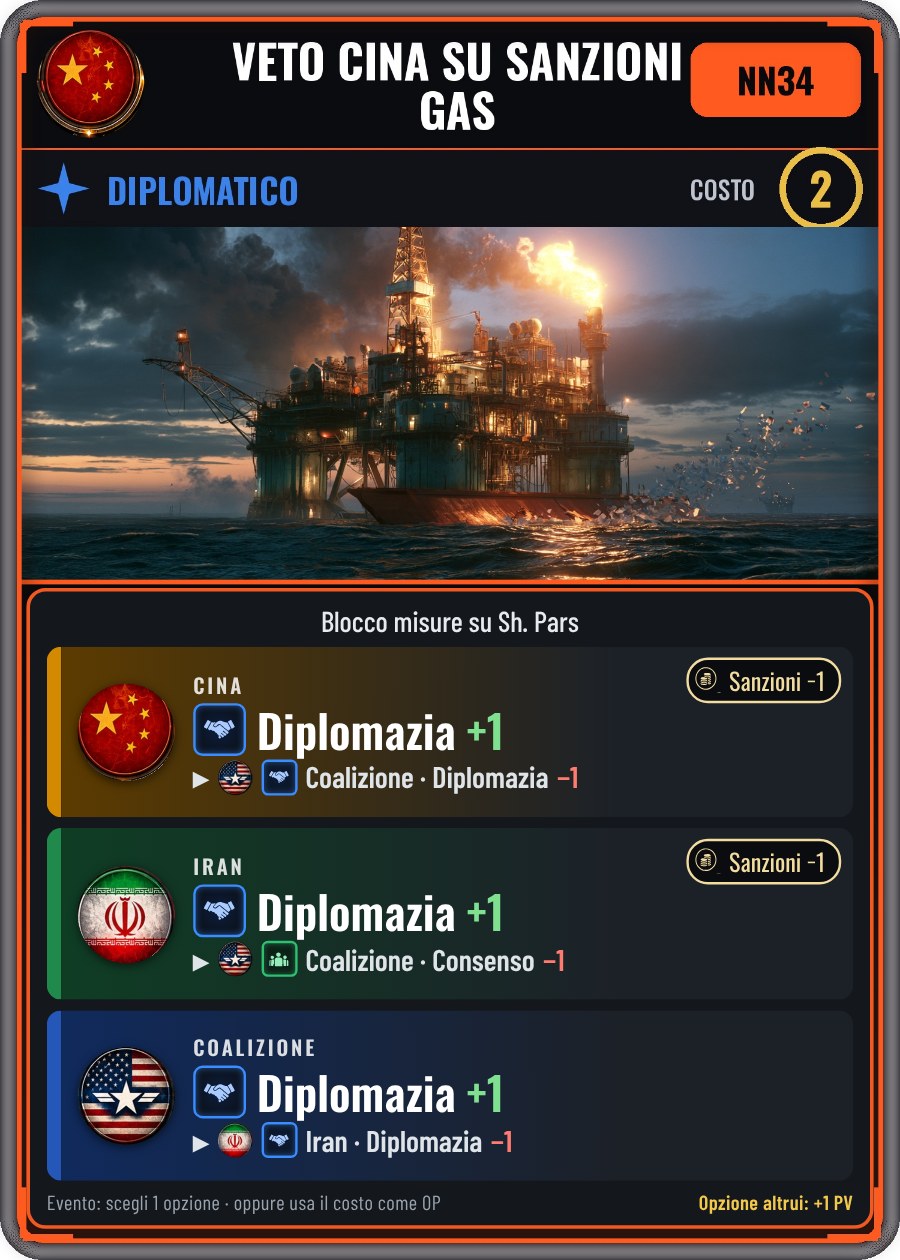 VETO CINA SU SANZIONI
GAS
NN34
DIPLOMATICO
COSTO
2
Blocco misure su Sh. Pars
CINA
Sanzioni −1
Diplomazia +1
▶ Coalizione · Diplomazia −1
IRAN
Sanzioni −1
Diplomazia +1
▶ Coalizione · Consenso −1
COALIZIONE
Diplomazia +1
▶ Iran · Diplomazia −1
Evento: scegli 1 opzione · oppure usa il costo come OP
Opzione altrui: +1 PV